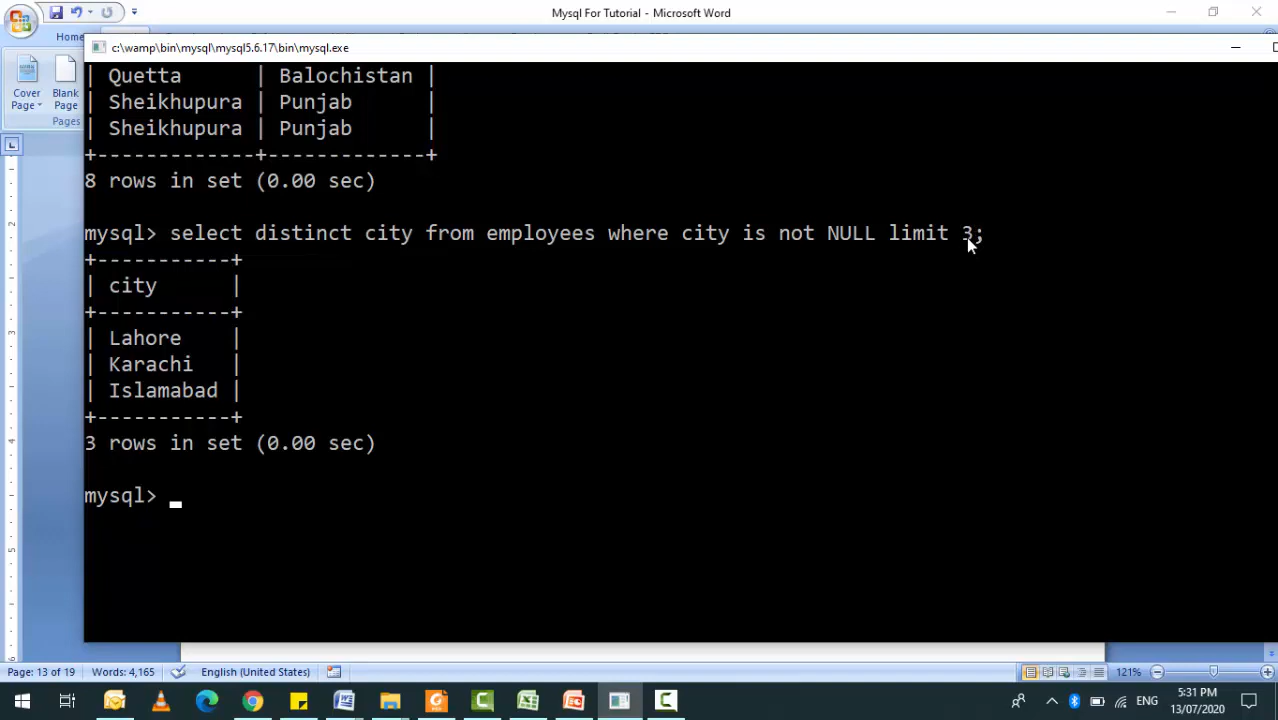 Mysql For Tutorial - Microsoft Word
Home
c:\wamp\bin\mysql\mysql5.6.17\bin\mysql.exe
Cover
Page
Blank
Page
Pages
| Quetta | Balochistan |
| Sheikhupura | Punjab |
| Sheikhupura | Punjab |
+-------------+-------------+
8 rows in set (0.00 sec)
mysql> select distinct city from employees where city is not NULL limit 3;
+-----------+
| city |
+-----------+
| Lahore |
| Karachi |
| Islamabad |
+-----------+
3 rows in set (0.00 sec)
mysql>
Page: 13 of 19
Words: 4,165
English (United States)
121%
ENG
5:31 PM
13/07/2020